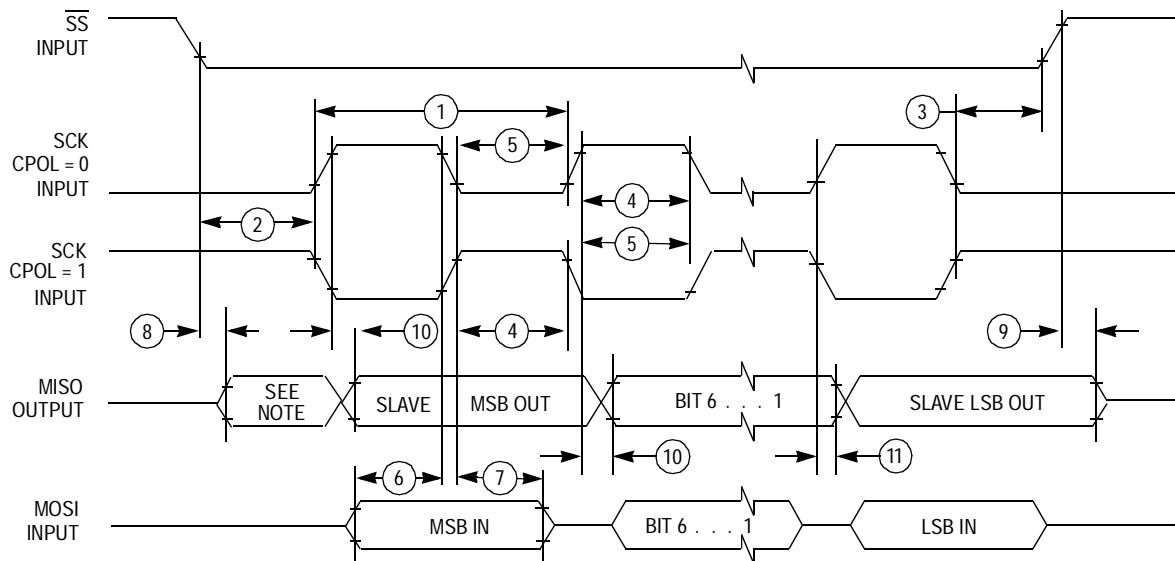 SS
INPUT
1
3
SCK
CPOL = 0
INPUT
5
4
2
SCK
CPOL = 1
INPUT
5
8
10
4
9
MISO
OUTPUT
SEE
NOTE
SLAVE
MSB OUT
BIT 6 . . . 1
SLAVE LSB OUT
10
11
6
7
MOSI
INPUT
MSB IN
BIT 6 . . . 1
LSB IN